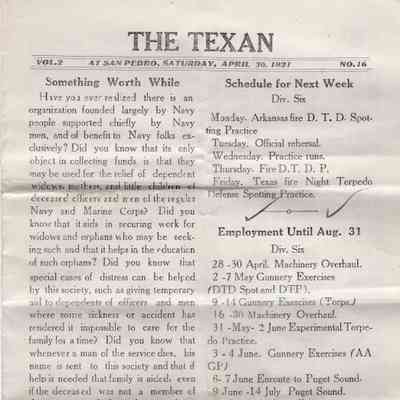 THE TEXAN
VOL.2 AT SAN PEDRO, SATURDAY, APRIL 30, 1921 NO.16
Something Worth While
Have you ever realized there is an
organization founded largely by Navy
people supported chiefly by Navy
men, and of benefit to Navy folks ex-
clusively? Did you know that its only
object in collecting funds is that they
may be used for the relief of dependent
widows, mothers, and little children of
deceased officers and men of the regular
Navy and Marine Corps? Did you
know that it aids in securing work for
widows and orphans who may be seek-
ing such and that it helps in the education
of such orphans? Did you know that
special cases of distress can be helped
by this society, such as giving temporary
aid to dependents of officers and men
where some sickness or accident has
rendered it impossible to care for the
family for a time? Did you know that
whenever a man of the service dies, his
name is sent to this society and that if
help is needed that family is aided, even
if the deceased was not a member of
Schedule for Next Week
Div. Six
Monday. Arkansas fire D. T. D. Spot-
ting Practice
Tuesday. Official rehersal.
Wednesday. Practice runs.
Thursday. Fire D. T. D. P.
Friday. Texas fire Night Torpedo
Defense Spotting Practice.
Employment Until Aug. 31
Div. Six
28-30 April. Machinery Overhaul.
2-7 May Gunnery Exercises
(DTD Spot and DTP).
9-14 Gunnery Exercises (Torps)
16-30 Machinery Overhaul.
31-May-2 June Experimental Torpe-
do Practice.
3-4 June. Gunnery Exercises (AA
GP)
6-7 June Enroute to Puget Sound.
9 June-14 July Puget Sound.